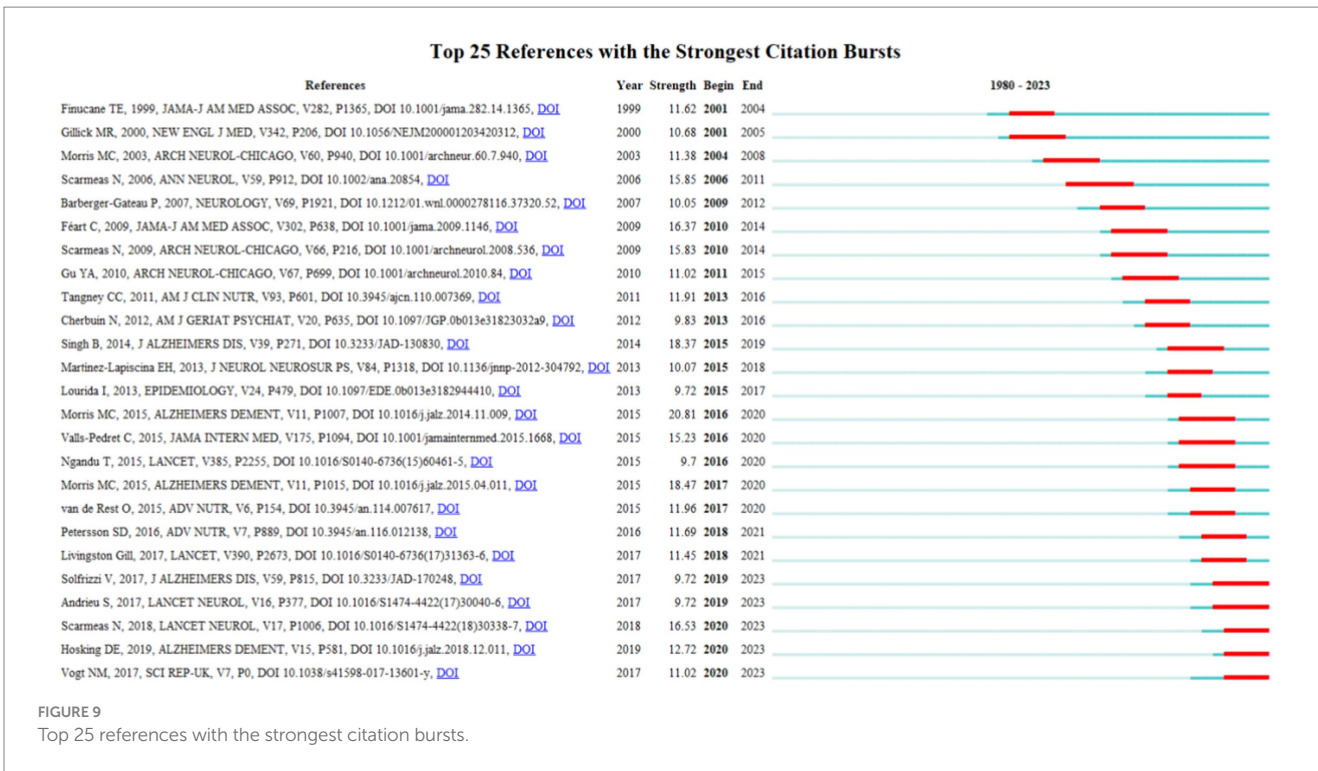 Top 25 References with the Strongest Citation Bursts
References Year Strength Begin End 1980 - 2023
Finucane TE, 1999, JAMA-J AM MED ASSOC, V282, P1365, DOI 10.1001/jama.282.14.1365, DOI 1999 11.62 2001 2004
Gillick MR, 2000, NEW ENGL J MED, V342, P206, DOI 10.1056/NEJM200001203420312, DOI 2000 10.68 2001 2005
Morris MC, 2003, ARCH NEUROL-CHICAGO, V60, P940, DOI 10.1001/archneur.60.7.940, DOI 2003 11.38 2004 2008
Scarmeas N, 2006, ANN NEUROL, V59, P912, DOI 10.1002/ana.20854, DOI 2006 15.85 2006 2011
Barberger-Gateau P, 2007, NEUROLOGY, V69, P1921, DOI 10.1212/01.wnl.0000278116.37320.52, DOI 2007 10.05 2009 2012
Féart C, 2009, JAMA-J AM MED ASSOC, V302, P638, DOI 10.1001/jama.2009.1146, DOI 2009 16.37 2010 2014
Scarmeas N, 2009, ARCH NEUROL-CHICAGO, V66, P216, DOI 10.1001/archneurol.2008.536, DOI 2009 15.83 2010 2014
Gu YA, 2010, ARCH NEUROL-CHICAGO, V67, P699, DOI 10.1001/archneurol.2010.84, DOI 2010 11.02 2011 2015
Tangney CC, 2011, AM J CLIN NUTR, V93, P601, DOI 10.3945/ajcn.110.007369, DOI 2011 11.91 2013 2016
Cherbuin N, 2012, AM J GERIAT PSYCHIAT, V20, P635, DOI 10.1097/JGP.0b013e31823032a9, DOI 2012 9.83 2013 2016
Singh B, 2014, J ALZHEIMERS DIS, V39, P271, DOI 10.3233/JAD-130830, DOI 2014 18.37 2015 2019
Martinez-Lapiscina EH, 2013, J NEUROL NEUROSUR PS, V84, P1318, DOI 10.1136/jnnp-2012-304792, DOI 2013 10.07 2015 2018
Lourida I, 2013, EPIDEMIOLOGY, V24, P479, DOI 10.1097/EDE.0b013e3182944410, DOI 2013 9.72 2015 2017
Morris MC, 2015, ALZHEIMERS DEMENT, V11, P1007, DOI 10.1016/j.jalz.2014.11.009, DOI 2015 20.81 2016 2020
Valls-Pedret C, 2015, JAMA INTERN MED, V175, P1094, DOI 10.1001/jamainternmed.2015.1668, DOI 2015 15.23 2016 2020
Ngandu T, 2015, LANCET, V385, P2255, DOI 10.1016/S0140-6736(15)60461-5, DOI 2015 9.7 2016 2020
Morris MC, 2015, ALZHEIMERS DEMENT, V11, P1015, DOI 10.1016/j.jalz.2015.04.011, DOI 2015 18.47 2017 2020
van de Rest O, 2015, ADV NUTR, V6, P154, DOI 10.3945/an.114.007617, DOI 2015 11.96 2017 2020
Petersson SD, 2016, ADV NUTR, V7, P889, DOI 10.3945/an.116.012138, DOI 2016 11.69 2018 2021
Livingston Gill, 2017, LANCET, V390, P2673, DOI 10.1016/S0140-6736(17)31363-6, DOI 2017 11.45 2018 2021
Solfrizzi V, 2017, J ALZHEIMERS DIS, V59, P815, DOI 10.3233/JAD-170248, DOI 2017 9.72 2019 2023
Andrieu S, 2017, LANCET NEUROL, V16, P377, DOI 10.1016/S1474-4422(17)30040-6, DOI 2017 9.72 2019 2023
Scarmeas N, 2018, LANCET NEUROL, V17, P1006, DOI 10.1016/S1474-4422(18)30338-7, DOI 2018 16.53 2020 2023
Hosking DE, 2019, ALZHEIMERS DEMENT, V15, P581, DOI 10.1016/j.jalz.2018.12.011, DOI 2019 12.72 2020 2023
Vogt NM, 2017, SCI REP-UK, V7, P0, DOI 10.1038/s41598-017-13601-y, DOI 2017 11.02 2020 2023
FIGURE 9
Top 25 references with the strongest citation bursts.